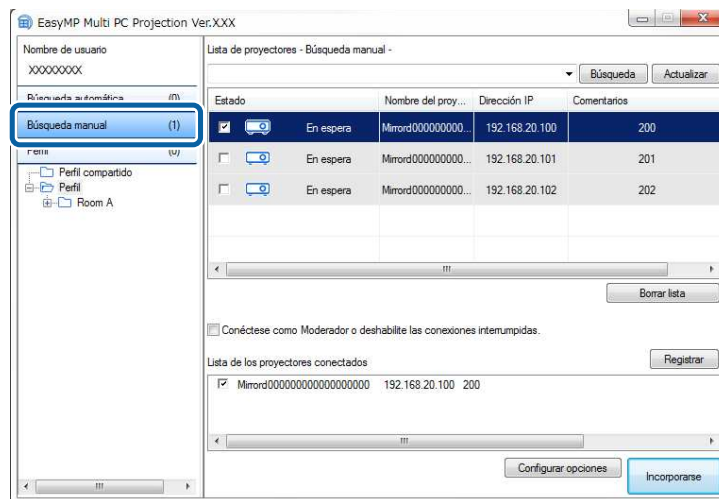 EasyMP Multi PC Projection Ver.XXX
Nombre de usuario
XXXXXXXX
Búsqueda automática (0)
Búsqueda manual (1)
Perfil (0)
Perfil compartido
Perfil
Room A
Lista de proyectores - Búsqueda manual -
Búsqueda Actualizar
Estado Nombre del proy... Dirección IP Comentarios
En espera Mirrord000000000... 192.168.20.100 200
En espera Mirrord000000000... 192.168.20.101 201
En espera Mirrord000000000... 192.168.20.102 202
Borrar lista
Conéctese como Moderador o deshabilite las conexiones interrumpidas.
Lista de los proyectores conectados Registrar
Mirrord000000000000000000 192.168.20.100 200
Configurar opciones Incorporarse